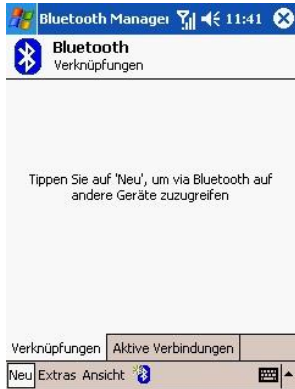 Bluetooth Manager 11:41
Bluetooth
Verknüpfungen
Tippen Sie auf 'Neu', um via Bluetooth auf
andere Geräte zuzugreifen
Verknüpfungen Aktive Verbindungen
Neu Extras Ansicht